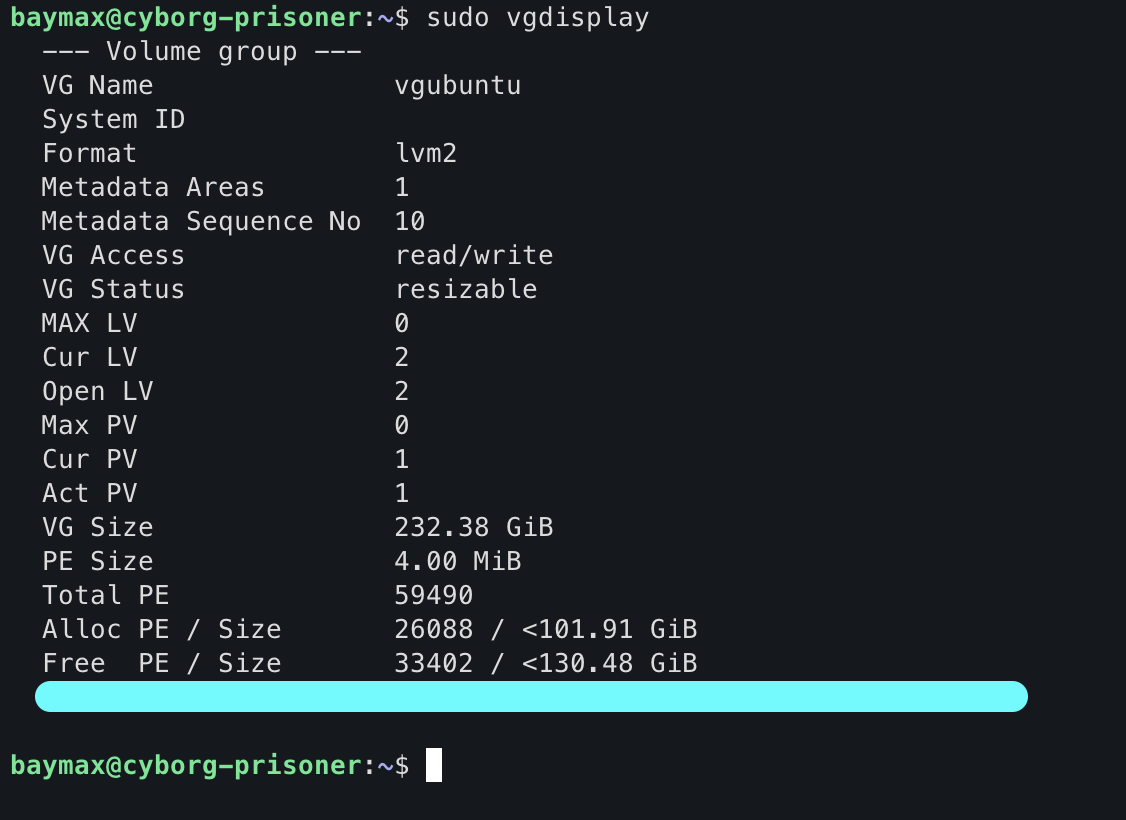 baymax@cyborg-prisoner:~$ sudo vgdisplay
--- Volume group ---
VG Name vgubuntu
System ID
Format lvm2
Metadata Areas 1
Metadata Sequence No 10
VG Access read/write
VG Status resizable
MAX LV 0
Cur LV 2
Open LV 2
Max PV 0
Cur PV 1
Act PV 1
VG Size 232.38 GiB
PE Size 4.00 MiB
Total PE 59490
Alloc PE / Size 26088 / <101.91 GiB
Free  PE / Size 33402 / <130.48 GiB
baymax@cyborg-prisoner:~$